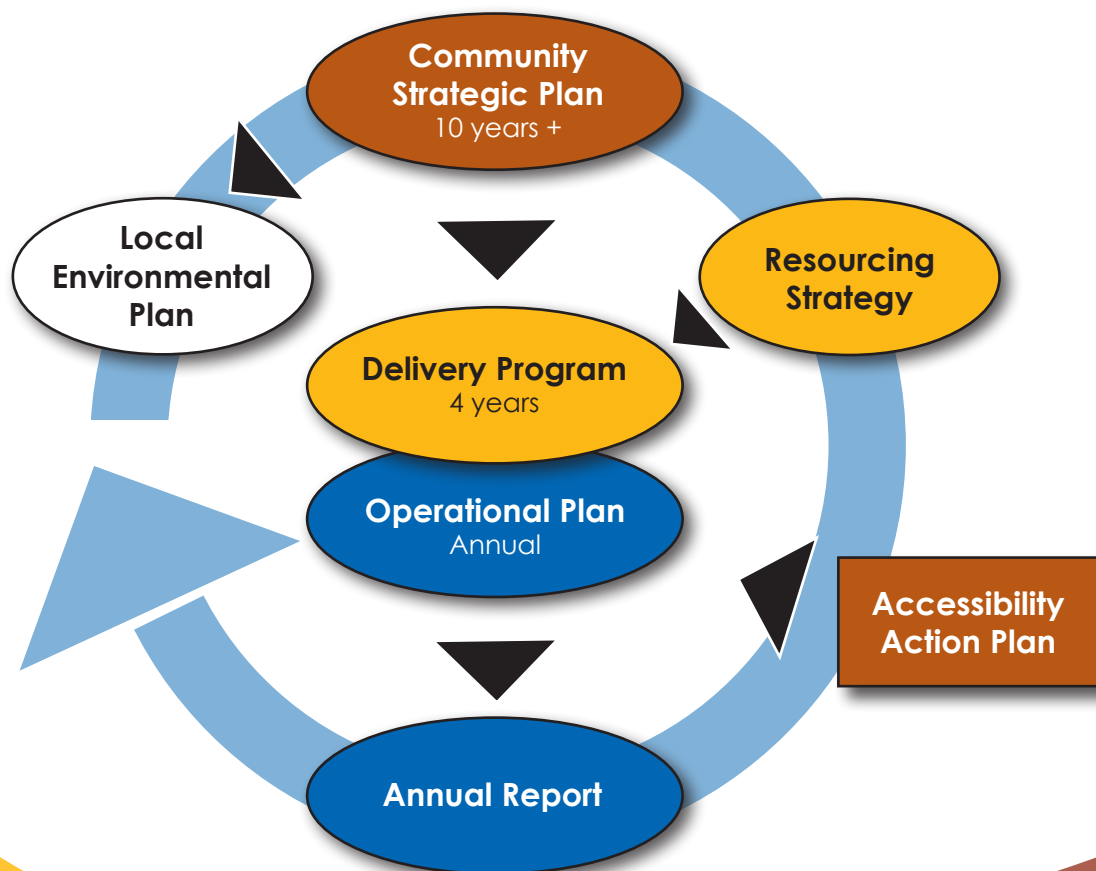 Community
Strategic Plan
10 years +
Local
Environmental
Plan
Resourcing
Strategy
Delivery Program
4 years
Operational Plan
Annual
Accessibility
Action Plan
Annual Report